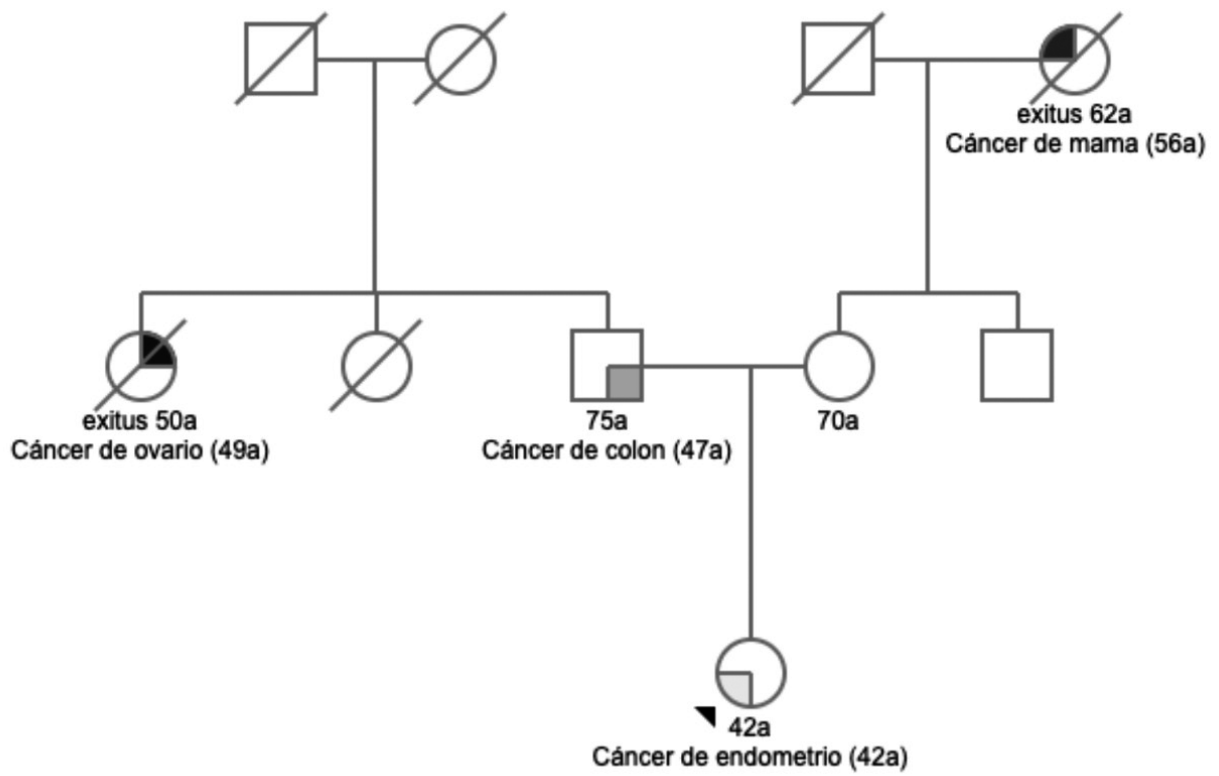 exitus 62a
Cáncer de mama (56a)
exitus 50a
Cáncer de ovario (49a)
75a
Cáncer de colon (47a)
70a
42a
Cáncer de endometrio (42a)